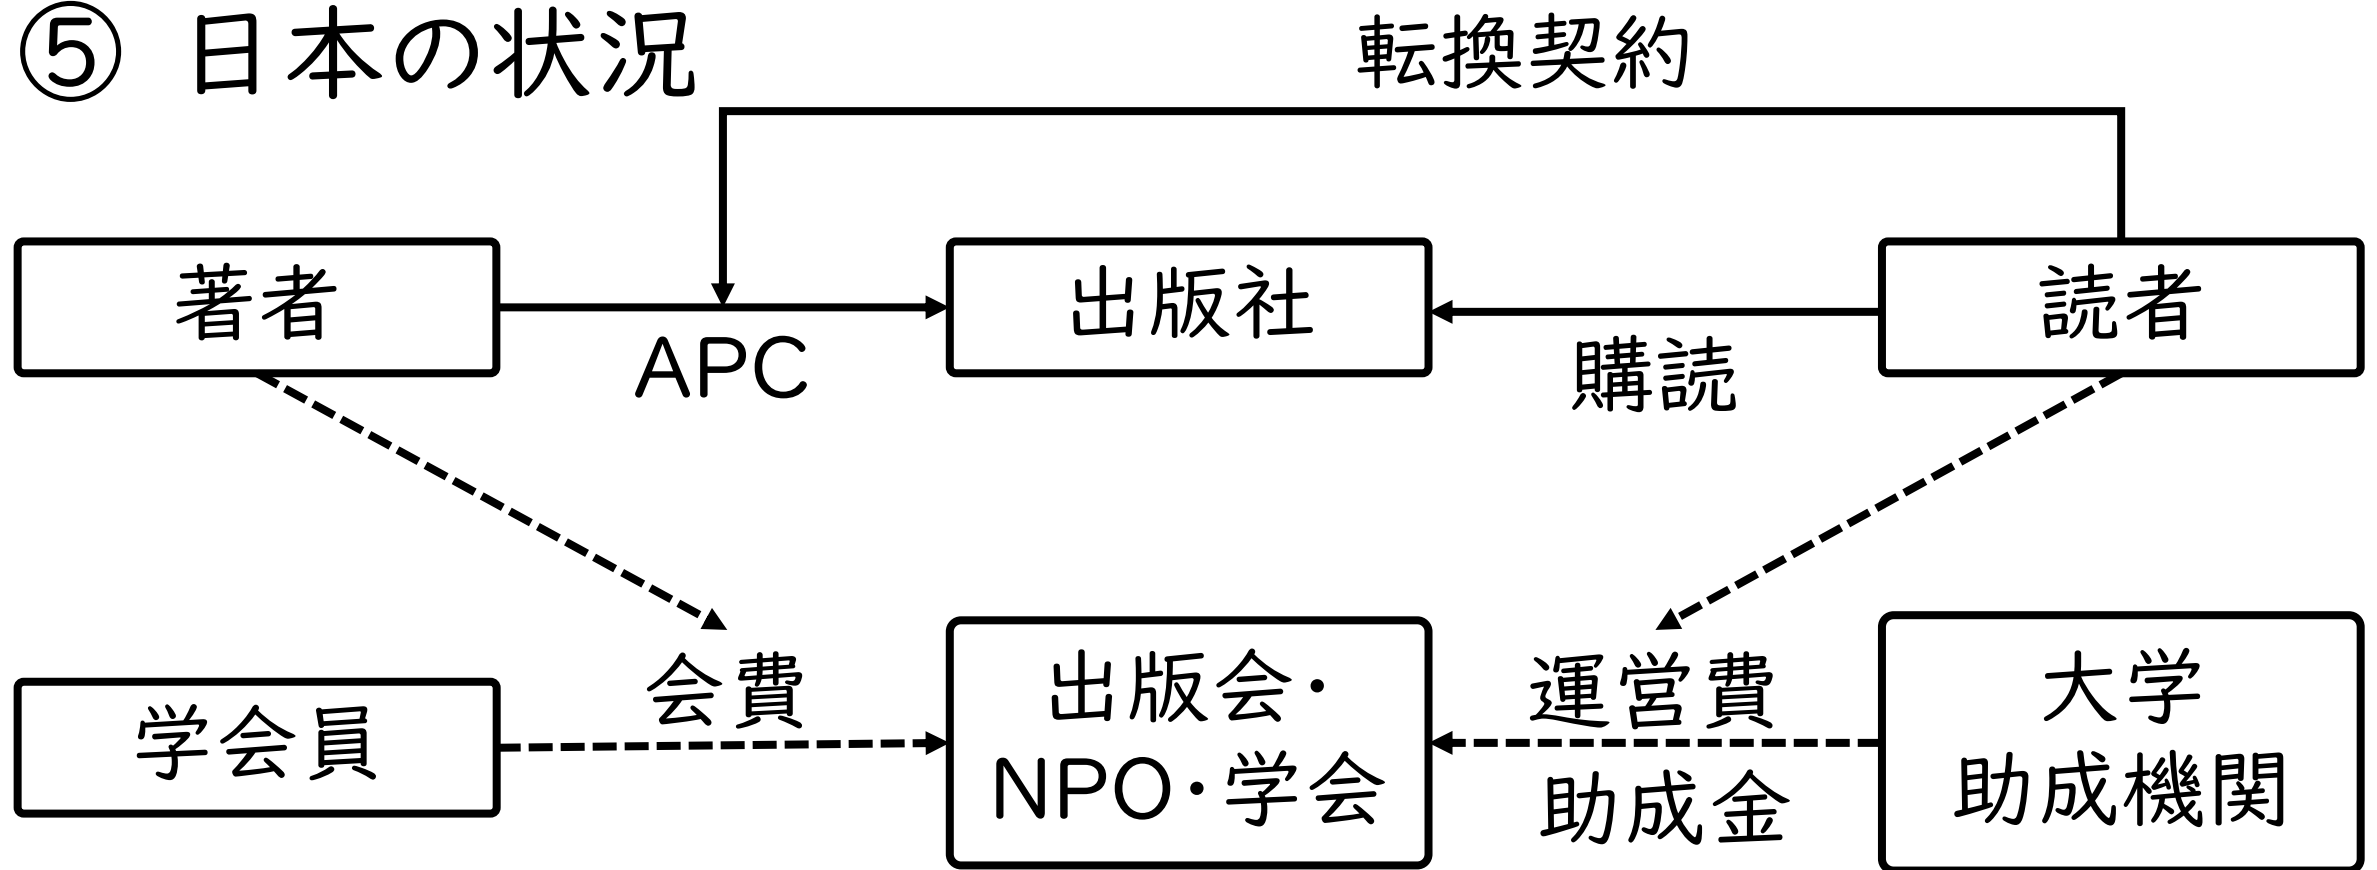 ⑤ 日本の状況
転換契約
著者
出版社
読者
APC
購読
学会員
会費
出版会・
NPO・学会
運営費
助成金
大学
助成機関